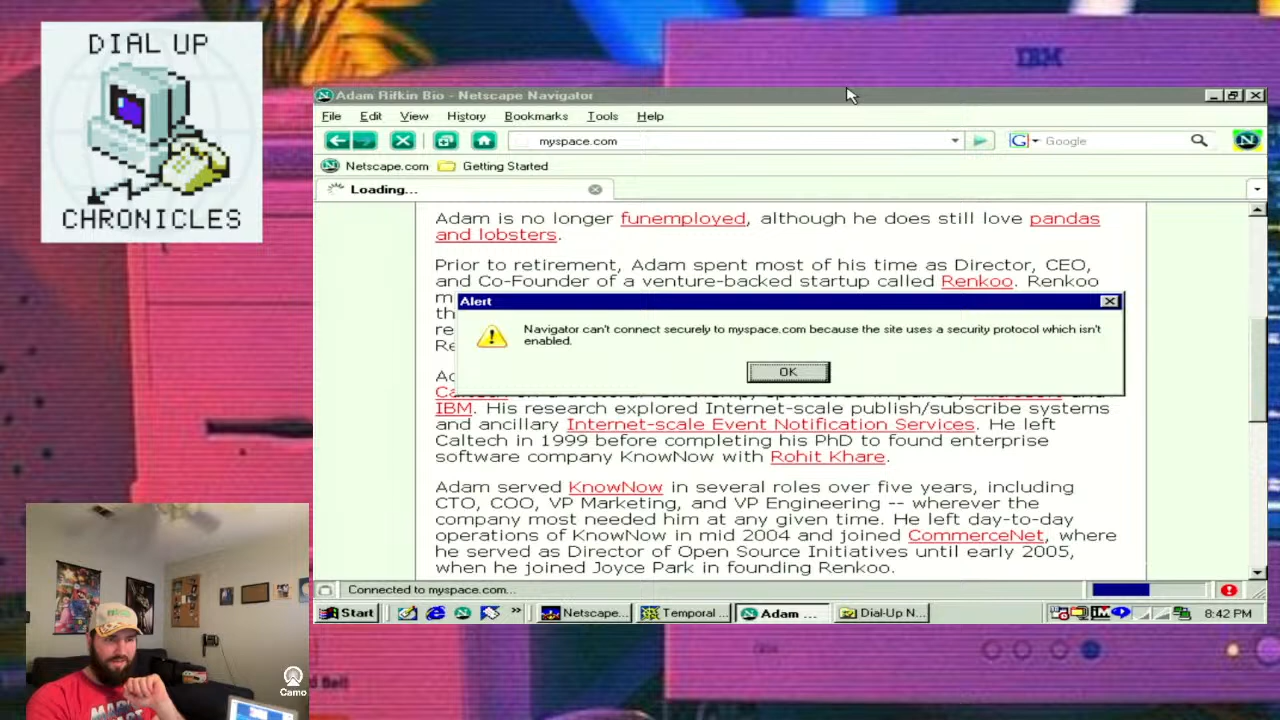 DIAL UP
CHRONICLES
IBM
Adam Rifkin Bio - Netscape Navigator
File Edit View History Bookmarks Tools Help
myspace.com
Google
Netscape.com Getting Started
Loading...
Adam is no longer funemployed, although he does still love pandas
and lobsters.
Prior to retirement, Adam spent most of his time as Director, CEO,
and Co-Founder of a venture-backed startup called Renkoo. Renkoo
Alert
Navigator can't connect securely to myspace.com because the site uses a security protocol which isn't
enabled.
OK
IBM. His research explored Internet-scale publish/subscribe systems
and ancillary Internet-scale Event Notification Services. He left
Caltech in 1999 before completing his PhD to found enterprise
software company KnowNow with Rohit Khare.
Adam served KnowNow in several roles over five years, including
CTO, COO, VP Marketing, and VP Engineering -- wherever the
company most needed him at any given time. He left day-to-day
operations of KnowNow in mid 2004 and joined CommerceNet, where
he served as Director of Open Source Initiatives until early 2005,
when he joined Joyce Park in founding Renkoo.
Connected to myspace.com...
Start Netscape... Temporal ... Adam ... Dial-Up N... 8:42 PM
Camo
Bell